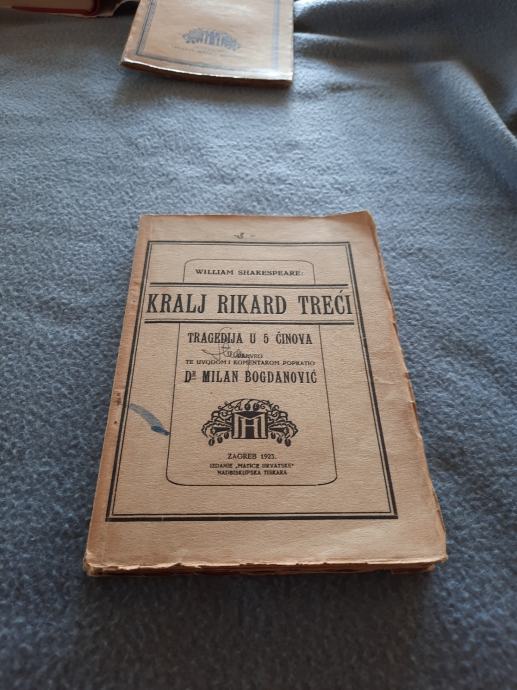 WILLIAM SHAKESPEARE:
KRALJ RIKARD TREĆI
TRAGEDIJA U 5 ČINOVA
TE UVODOM I KOMENTAROM POPRATIO
DR MILAN BOGDANOVIĆ
ZAGREB 1923.
IZDANJE „MATICE HRVATSKE"
NADBISKUPSKA TISKARA